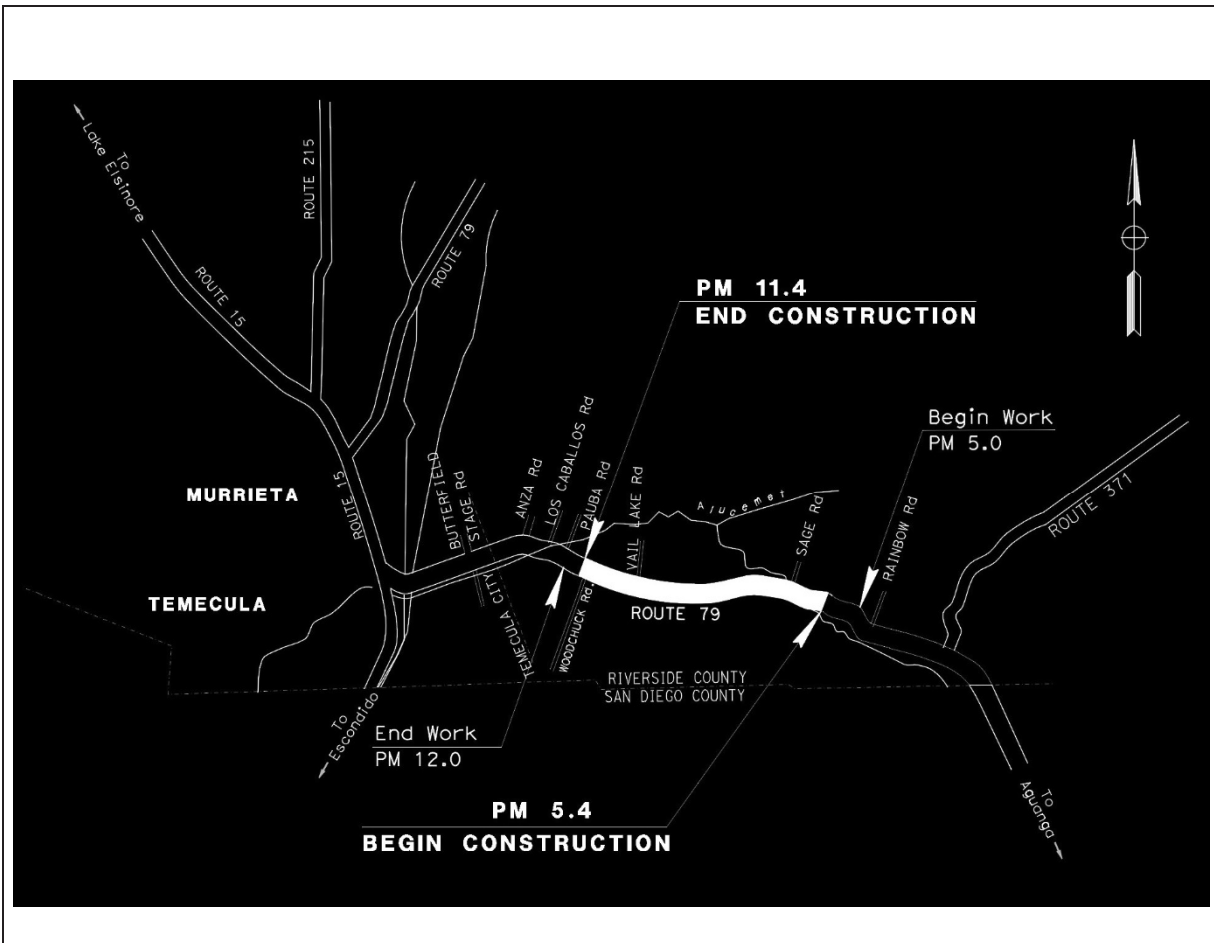 To
Lake Elsinore
ROUTE 215
ROUTE 79
ROUTE 15
PM 11.4
END CONSTRUCTION
Begin Work
PM 5.0
MURRIETA
ROUTE 15
BUTTERFIELD
STAGE Rd
ANZA Rd
LOS CABALLOS Rd
PAUBA Rd
VAIL LAKE Rd
Alucemet
SAGE Rd
RAINBOW Rd
ROUTE 371
TEMECULA
TEMECULA CITY
WOODCHUCK Rd.
ROUTE 79
RIVERSIDE COUNTY
SAN DIEGO COUNTY
To
Escondido
End Work
PM 12.0
To
Aguanga
PM 5.4
BEGIN CONSTRUCTION